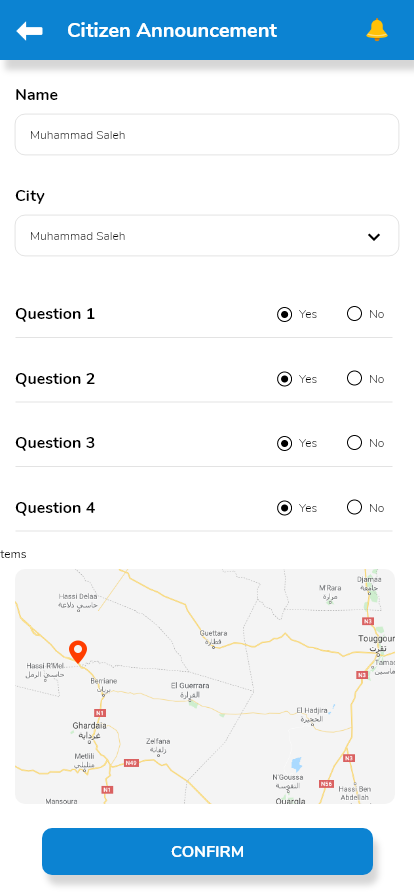 Citizen Announcement
Name
Muhammad Saleh
City
Muhammad Saleh
Question 1 Yes No
Question 2 Yes No
Question 3 Yes No
Question 4 Yes No
tems
Djamaa
جامعة
M'Rara
مرارة
Hassi Delaa
حاسي دلاعة
N3
Guettara
قطارة
Touggour
تقرت
Hassi R'Mel
حاسي الرمل
Tamas
N3
Berriane
بريان
El Guerrara
القرارة
El Hadjira
الحجيرة
N1
Ghardaia
غرداية
Zelfana
زلفانة
Metlili
متليلي
N49
N3
N'Goussa
النقوسة
N56
Hassi Ben
Abdellah
N1
Mansoura
Ouargla
CONFIRM